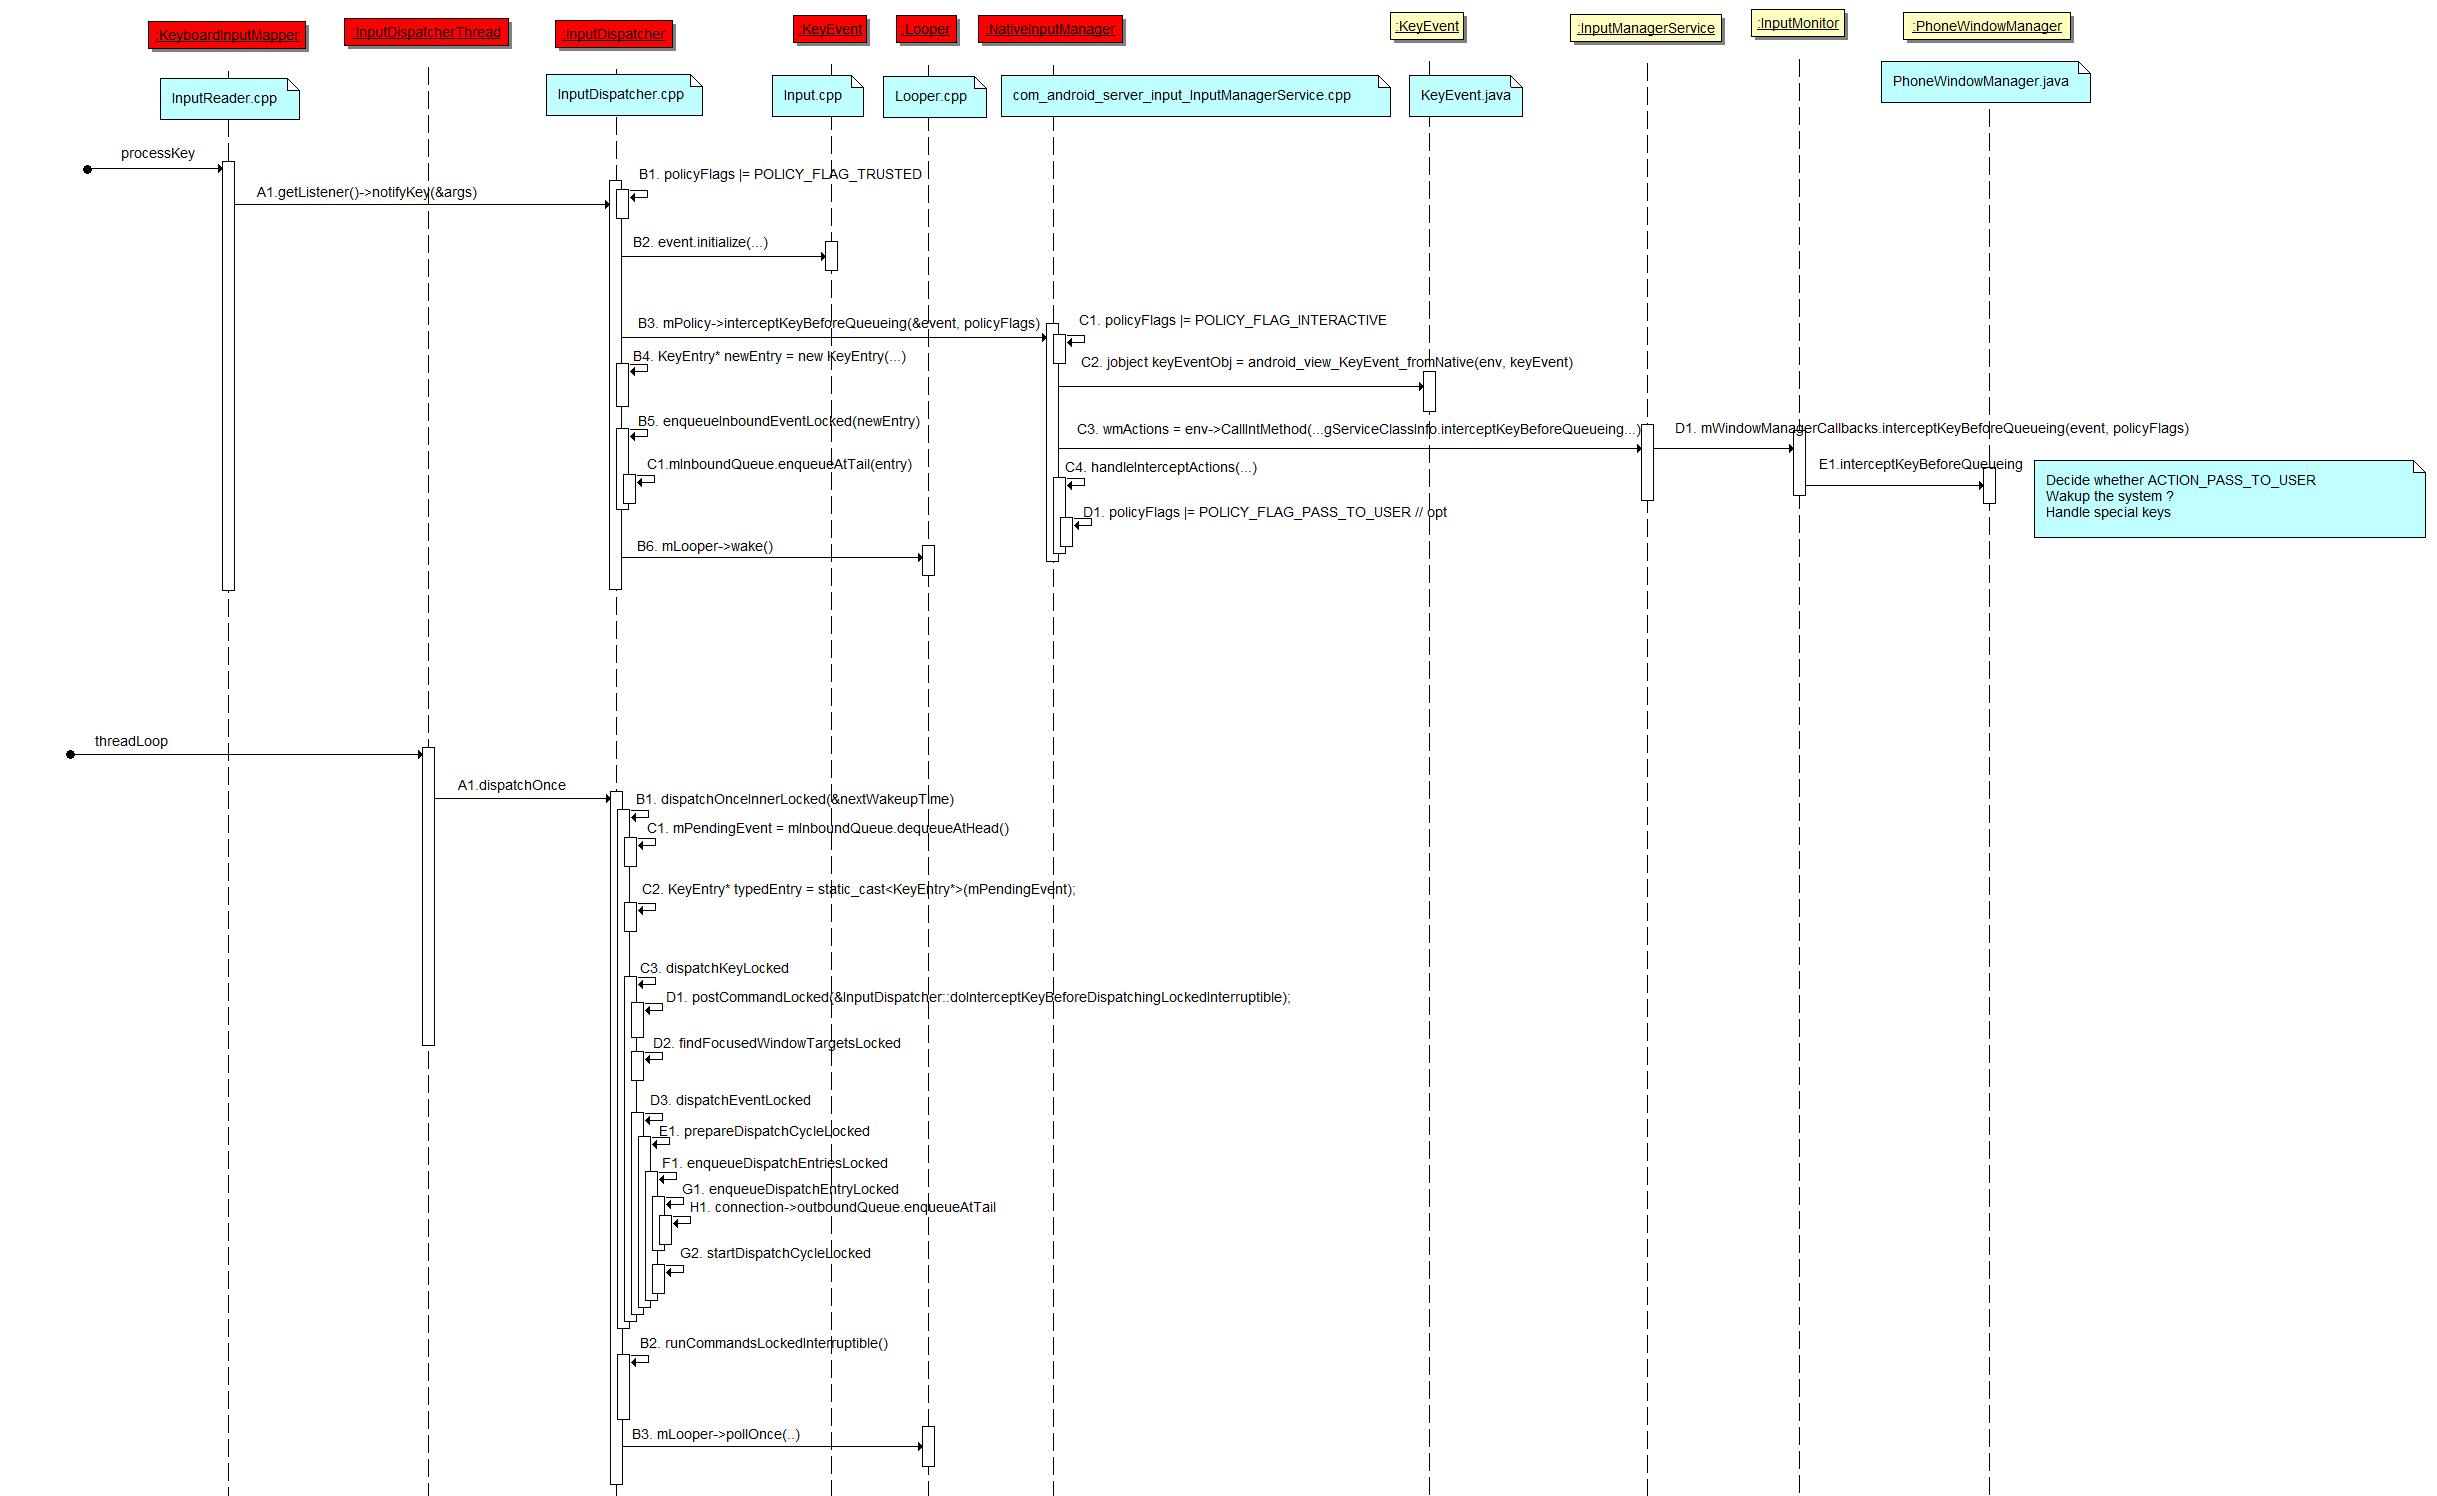 :KeyboardInputMapper
:InputDispatcherThread
:InputDispatcher
:KeyEvent
:Looper
:NativeInputManager
:KeyEvent
:InputManagerService
:InputMonitor
:PhoneWindowManager
InputReader.cpp
InputDispatcher.cpp
Input.cpp
Looper.cpp
com_android_server_input_InputManagerService.cpp
KeyEvent.java
PhoneWindowManager.java
processKey
A1.getListener()->notifyKey(&args)
B1. policyFlags |= POLICY_FLAG_TRUSTED
B2. event.initialize(...)
B3. mPolicy->interceptKeyBeforeQueueing(&event, policyFlags)
C1. policyFlags |= POLICY_FLAG_INTERACTIVE
B4. KeyEntry* newEntry = new KeyEntry(...)
C2. jobject keyEventObj = android_view_KeyEvent_fromNative(env, keyEvent)
B5. enqueueInboundEventLocked(newEntry)
C3. wmActions = env->CallIntMethod(...gServiceClassInfo.interceptKeyBeforeQueueing...)
D1. mWindowManagerCallbacks.interceptKeyBeforeQueueing(event, policyFlags)
C1.mInboundQueue.enqueueAtTail(entry)
C4. handleInterceptActions(...)
E1.interceptKeyBeforeQueueing
Decide whether ACTION_PASS_TO_USER
Wakup the system ?
Handle special keys
D1. policyFlags |= POLICY_FLAG_PASS_TO_USER // opt
B6. mLooper->wake()
threadLoop
A1.dispatchOnce
B1. dispatchOnceInnerLocked(&nextWakeupTime)
C1. mPendingEvent = mInboundQueue.dequeueAtHead()
C2. KeyEntry* typedEntry = static_cast<KeyEntry*>(mPendingEvent);
C3. dispatchKeyLocked
D1. postCommandLocked(&InputDispatcher::doInterceptKeyBeforeDispatchingLockedInterruptible);
D2. findFocusedWindowTargetsLocked
D3. dispatchEventLocked
E1. prepareDispatchCycleLocked
F1. enqueueDispatchEntriesLocked
G1. enqueueDispatchEntryLocked
H1. connection->outboundQueue.enqueueAtTail
G2. startDispatchCycleLocked
B2. runCommandsLockedInterruptible()
B3. mLooper->pollOnce(..)